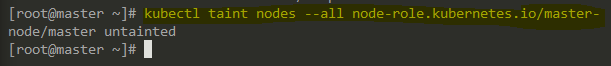 [root@master ~]# kubectl taint nodes --all node-role.kubernetes.io/master-
node/master untainted
[root@master ~]#